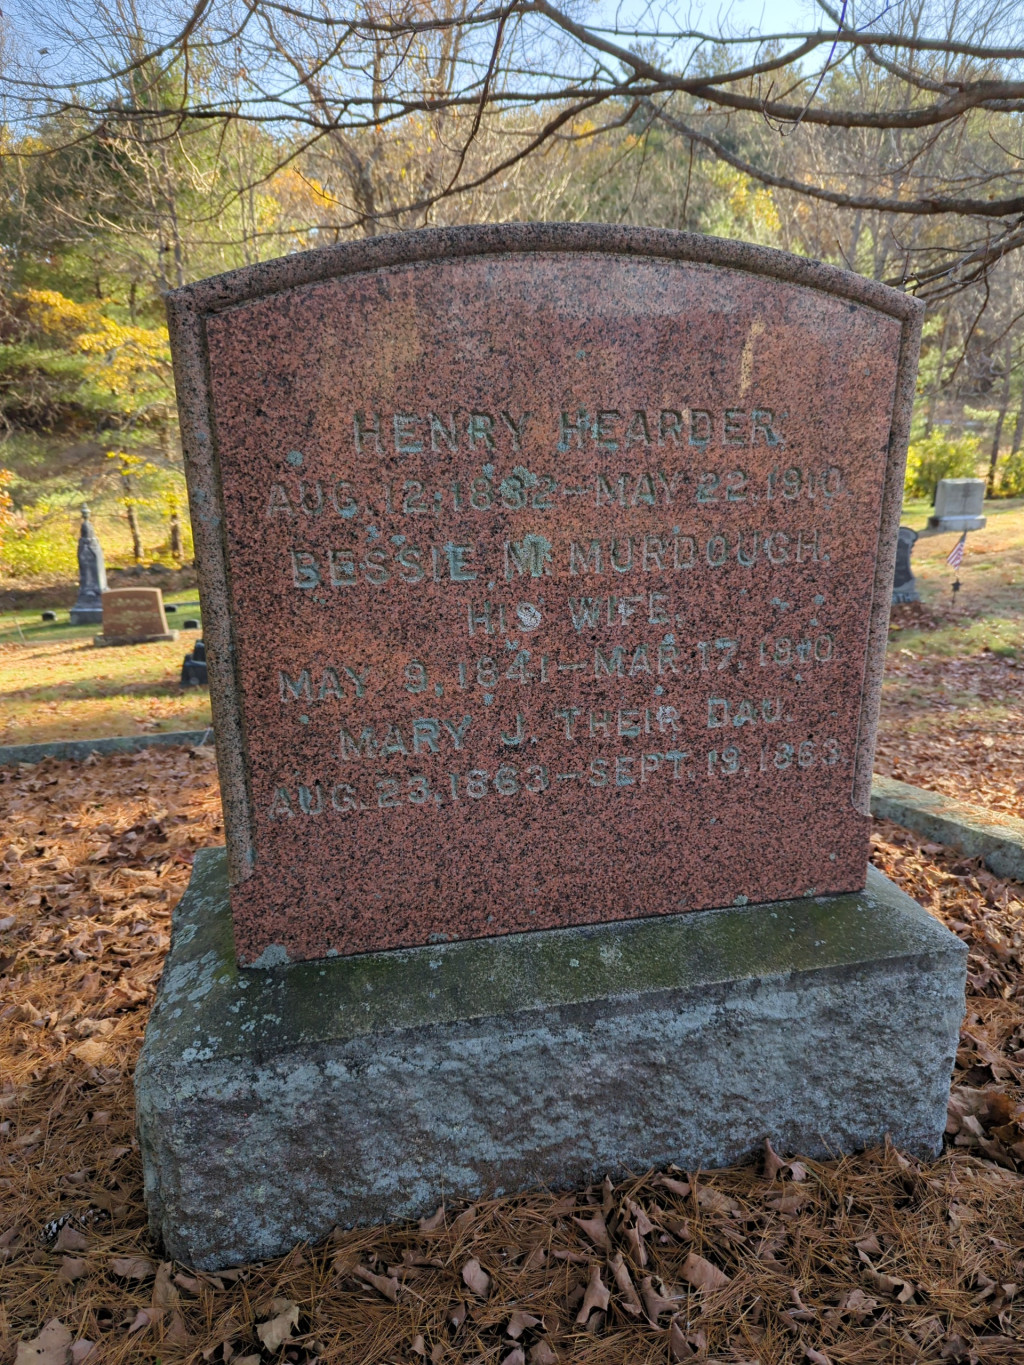 HENRY HEARDER.
AUG. 12, 1832 – MAY 22, 1910.
BESSIE M. MURDOUGH.
HIS WIFE.
MAY 9, 1841 – MAR. 17, 1910
MARY J. THEIR DAU.
AUG. 23, 1863 – SEPT. 19, 1863.